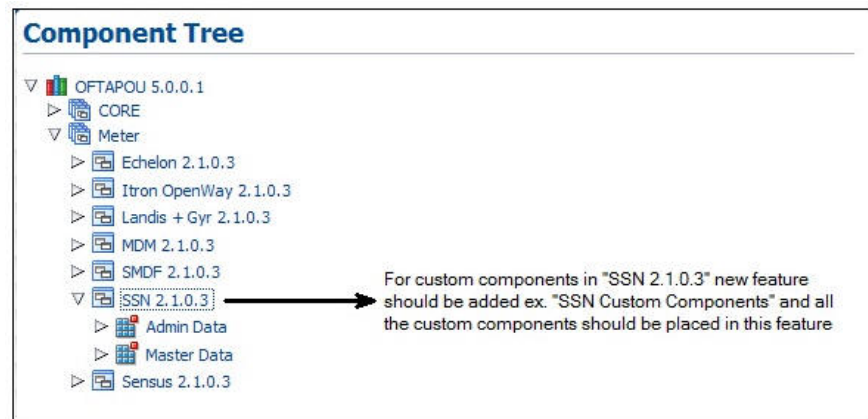 Component Tree
OFTAPOU 5.0.0.1
CORE
Meter
Echelon 2.1.0.3
Itron OpenWay 2.1.0.3
Landis + Gyr 2.1.0.3
MDM 2.1.0.3
SMDF 2.1.0.3
SSN 2.1.0.3
Admin Data
Master Data
Sensus 2.1.0.3
For custom components in "SSN 2.1.0.3" new feature
should be added ex. "SSN Custom Components" and all
the custom components should be placed in this feature